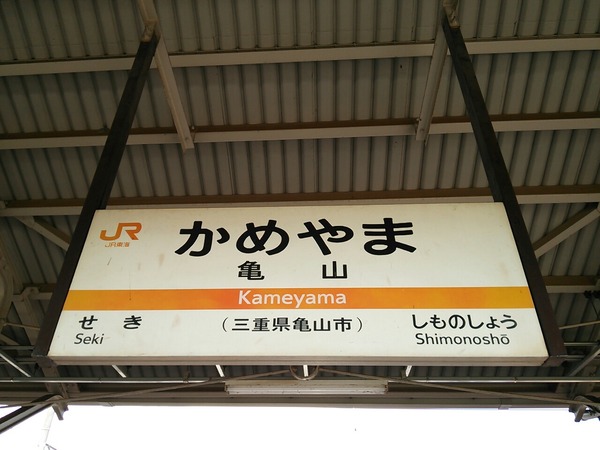 JR
JR東海
かめやま
亀山
Kameyama
せき
Seki
(三重県亀山市)
しものしょう
Shimonoshō